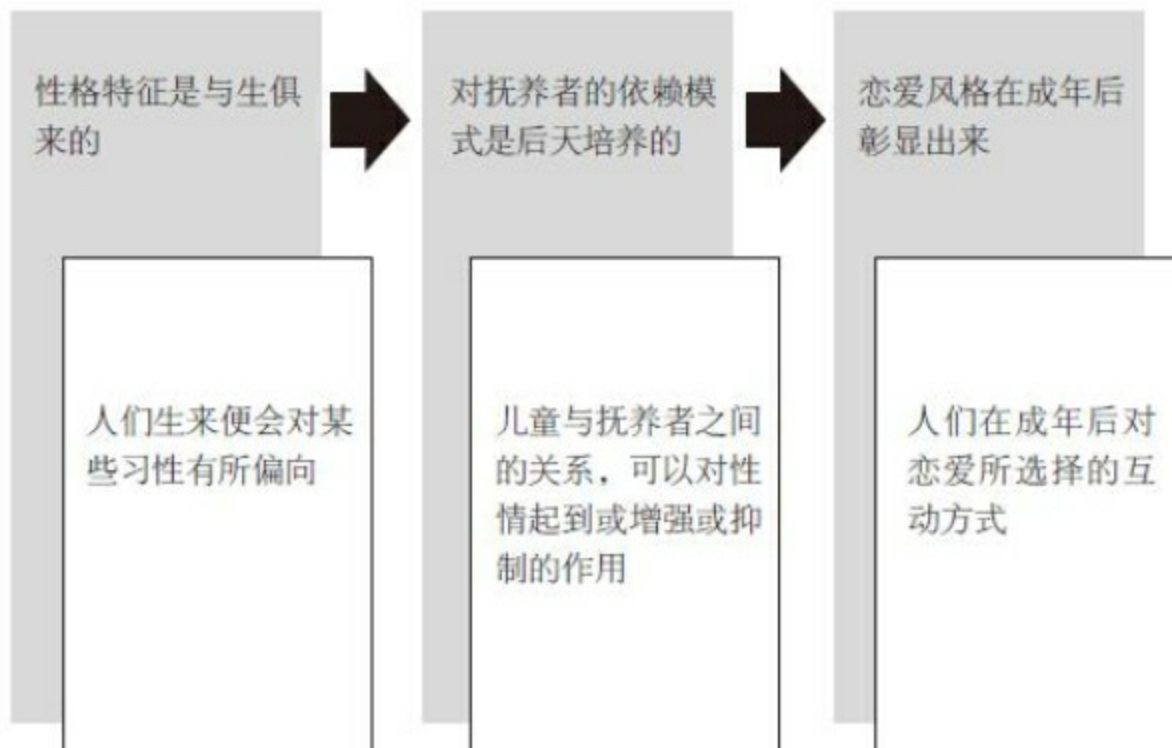 性格特征是与生俱
来的
人们生来便会对某
些习性有所偏向
对抚养者的依赖模
式是后天培养的
儿童与抚养者之间
的关系，可以对性
情起到或增强或抑
制的作用
恋爱风格在成年后
彰显出来
人们在成年后对
恋爱所选择的互
动方式